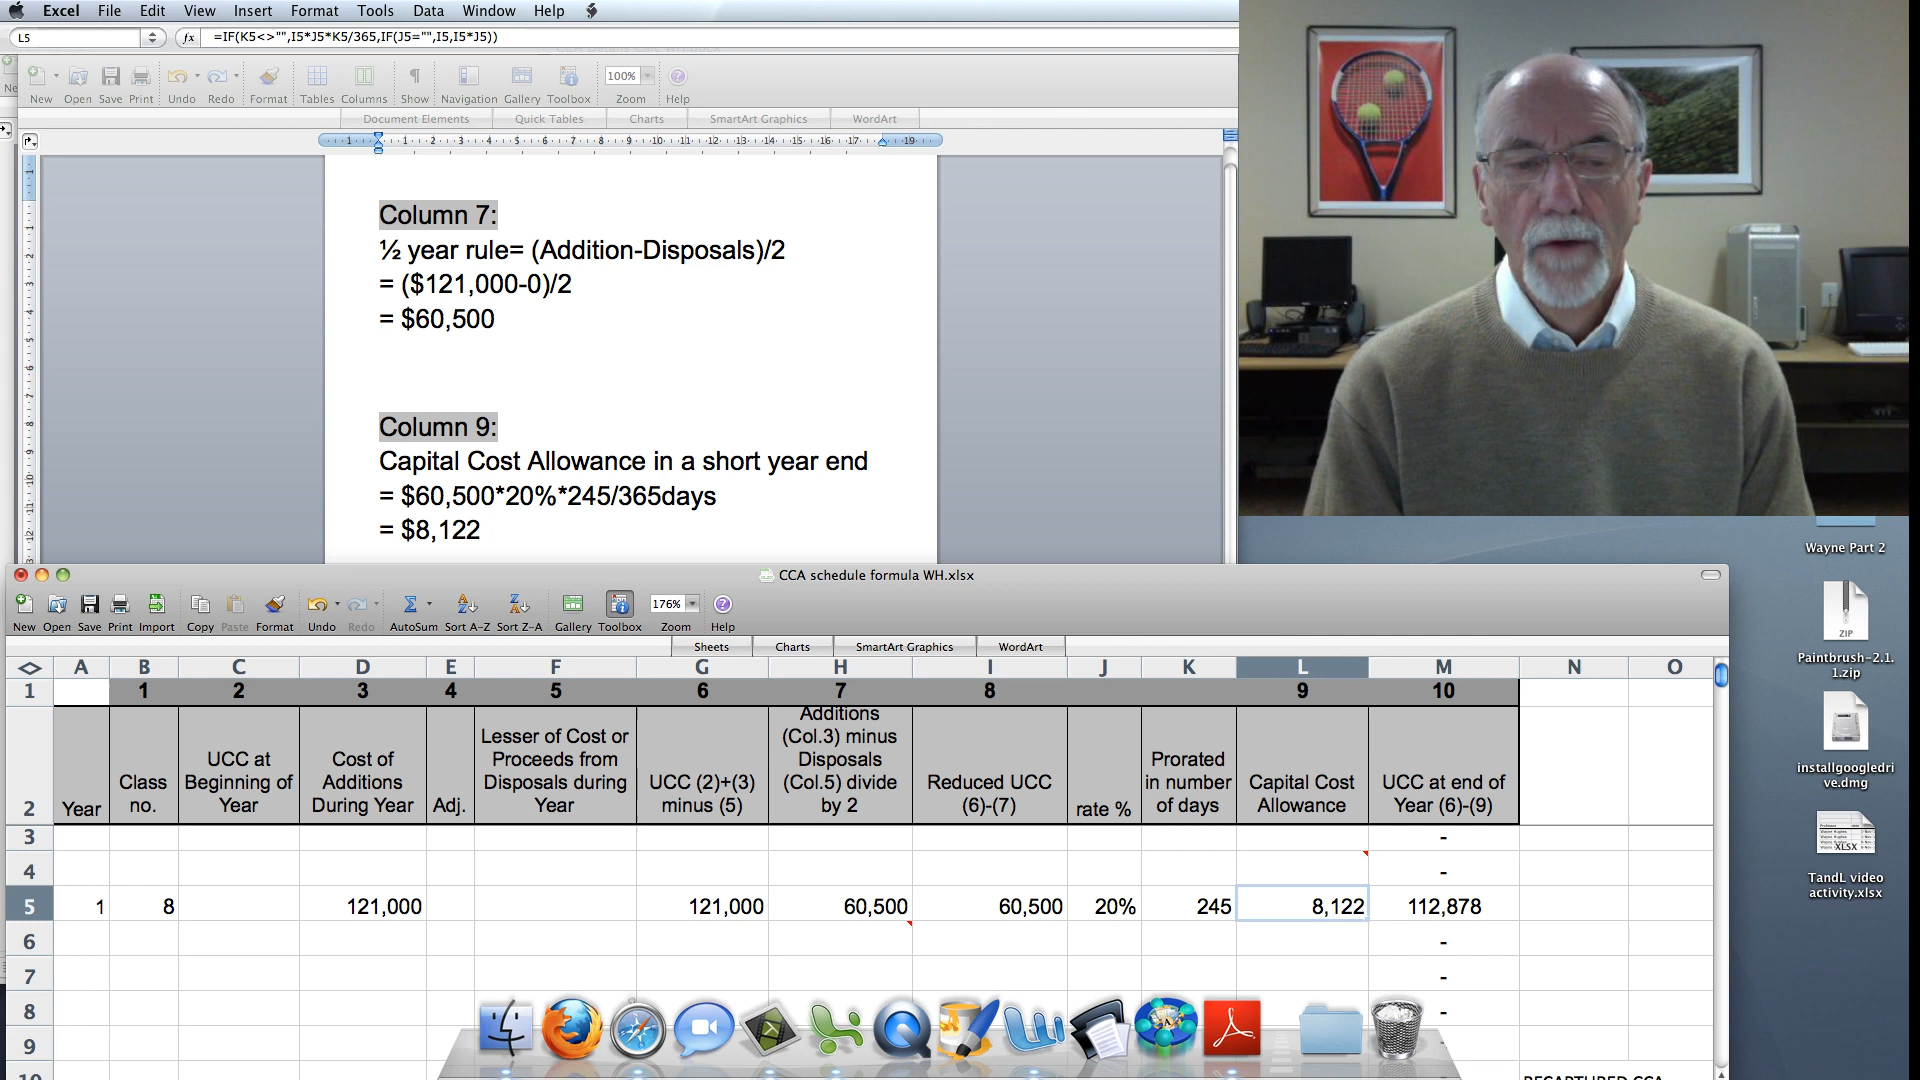 Excel File Edit View Insert Format Tools Data Window Help
L5 fx =IF(K5<>"",I5*J5*K5/365,IF(J5="",I5,I5*J5))
New Open Save Print Undo Redo Format Tables Columns Show Navigation Gallery Toolbox 100% Zoom Help
Document Elements Quick Tables Charts SmartArt Graphics WordArt
Column 7:
½ year rule= (Addition-Disposals)/2
= ($121,000-0)/2
= $60,500
Column 9:
Capital Cost Allowance in a short year end
= $60,500*20%*245/365days
= $8,122
Wayne Part 2
ZIP
Paintbrush-2.1.
1.zip
installgoogledri
ve.dmg
XLSX
TandL video
activity.xlsx
CCA schedule formula WH.xlsx
New Open Save Print Import Copy Paste Format Undo Redo AutoSum Sort A-Z Sort Z-A Gallery Toolbox 176% Zoom Help
Sheets Charts SmartArt Graphics WordArt
A B C D E F G H I J K L M N O
1 1 2 3 4 5 6 7 8 9 10
2 Year Class no. UCC at Beginning of Year Cost of Additions During Year Adj. Lesser of Cost or Proceeds from Disposals during Year UCC (2)+(3) minus (5) Additions (Col.3) minus Disposals (Col.5) divide by 2 Reduced UCC (6)-(7) rate % Prorated in number of days Capital Cost Allowance UCC at end of Year (6)-(9)
3 -
4 -
5 1 8 121,000 121,000 60,500 60,500 20% 245 8,122 112,878
6 -
7 -
8 -
9
10
RECAPTURED CCA